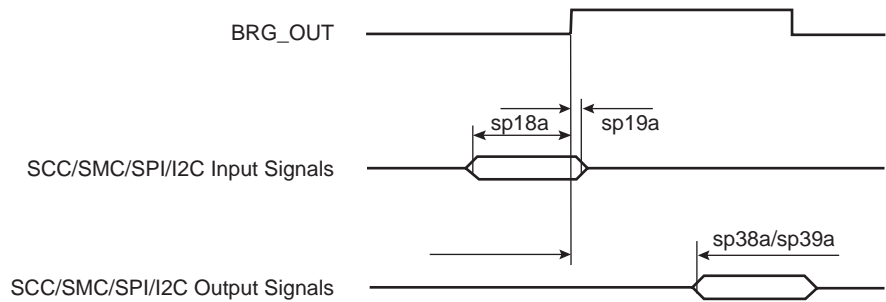 BRG_OUT
sp18a
sp19a
SCC/SMC/SPI/I2C Input Signals
sp38a/sp39a
SCC/SMC/SPI/I2C Output Signals